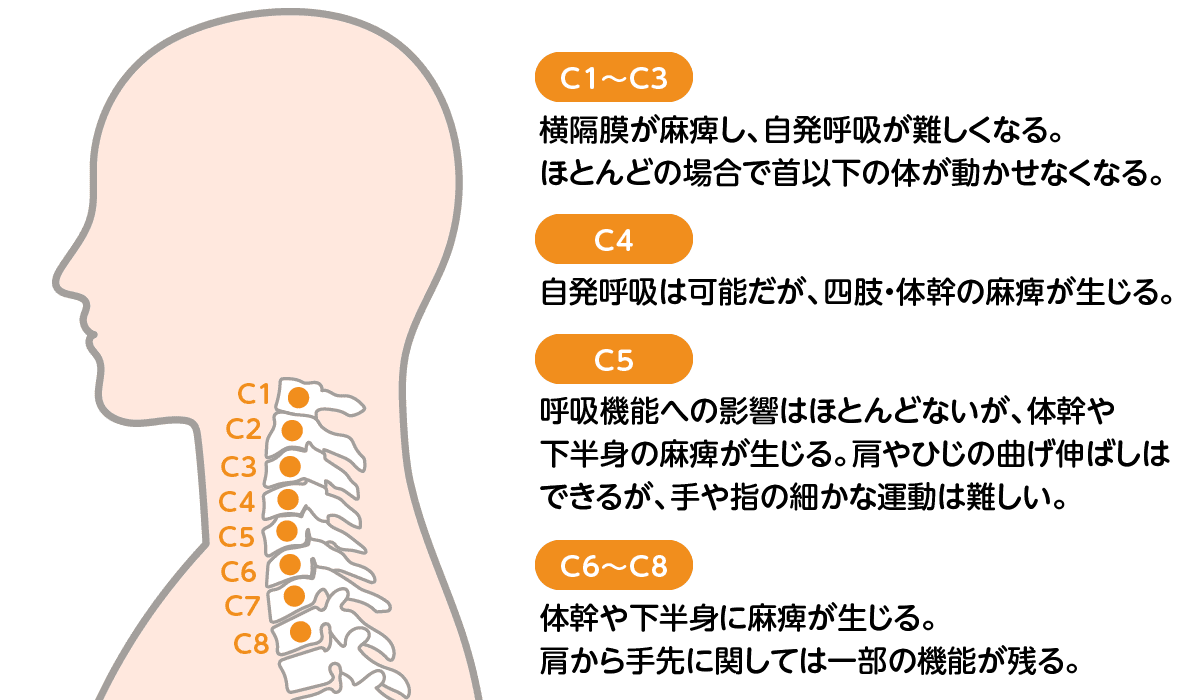 C1
C2
C3
C4
C5
C6
C7
C8
C1～C3
横隔膜が麻痺し、自発呼吸が難しくなる。
ほとんどの場合で首以下の体が動かせなくなる。
C4
自発呼吸は可能だが、四肢・体幹の麻痺が生じる。
C5
呼吸機能への影響はほとんどないが、体幹や
下半身の麻痺が生じる。肩やひじの曲げ伸ばしは
できるが、手や指の細かな運動は難しい。
C6～C8
体幹や下半身に麻痺が生じる。
肩から手先に関しては一部の機能が残る。